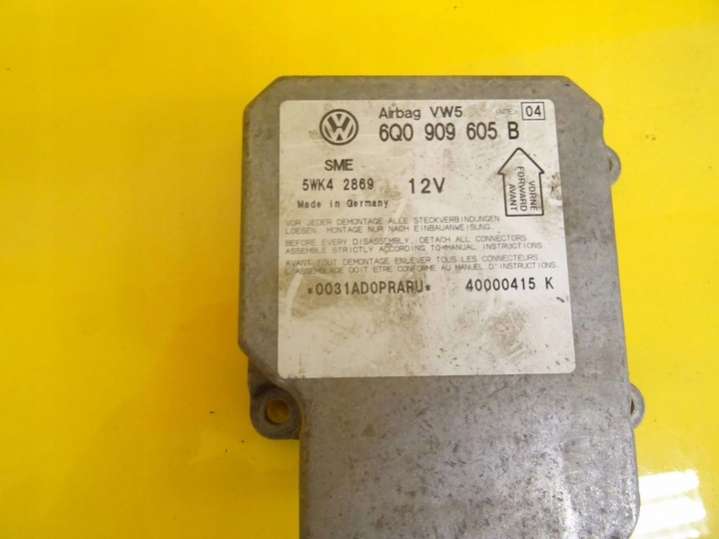 Airbag VW5 04
6Q0 909 605 B
SME
5WK4 2869 12V
Made in Germany
VORNE
FORWARD
AVANT
VOR JEDER DEMONTAGE ALLE STECKVERBINDUNGEN
LOESEN. MONTAGE NUR NACH EINBAUANWEISUNG.
BEFORE EVERY DISASSEMBLY, DETACH ALL CONNECTORS
ASSEMBLE STRICTLY ACCORDING TO MANUAL INSTRUCTIONS
AVANT TOUT DEMONTAGE ENLEVER TOUS LES CONNECTEURS
L'ASSEMBLAGE DOIT ETRE CONFORME AU MANUEL D'INSTRUCTIONS.
*0031AD0PRARU* 40000415 K